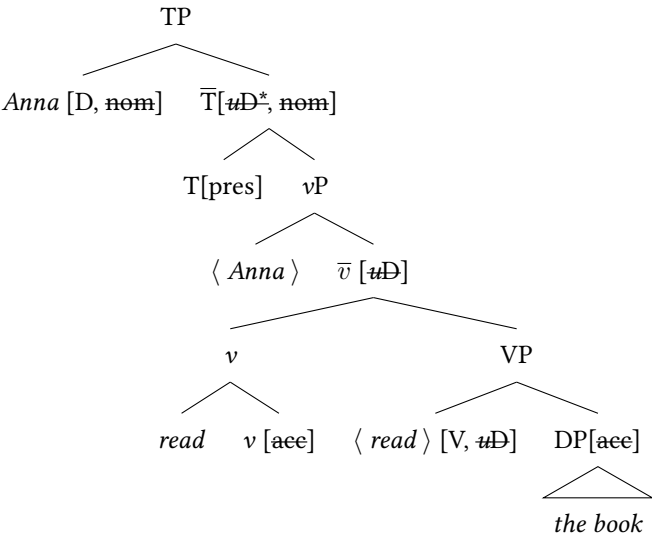 TP
Anna [D, nom] T̅[uD*, nom]
T[pres] vP
⟨ Anna ⟩ v̅ [uD]
v VP
read v [acc] ⟨ read ⟩ [V, uD] DP[acc]
the book